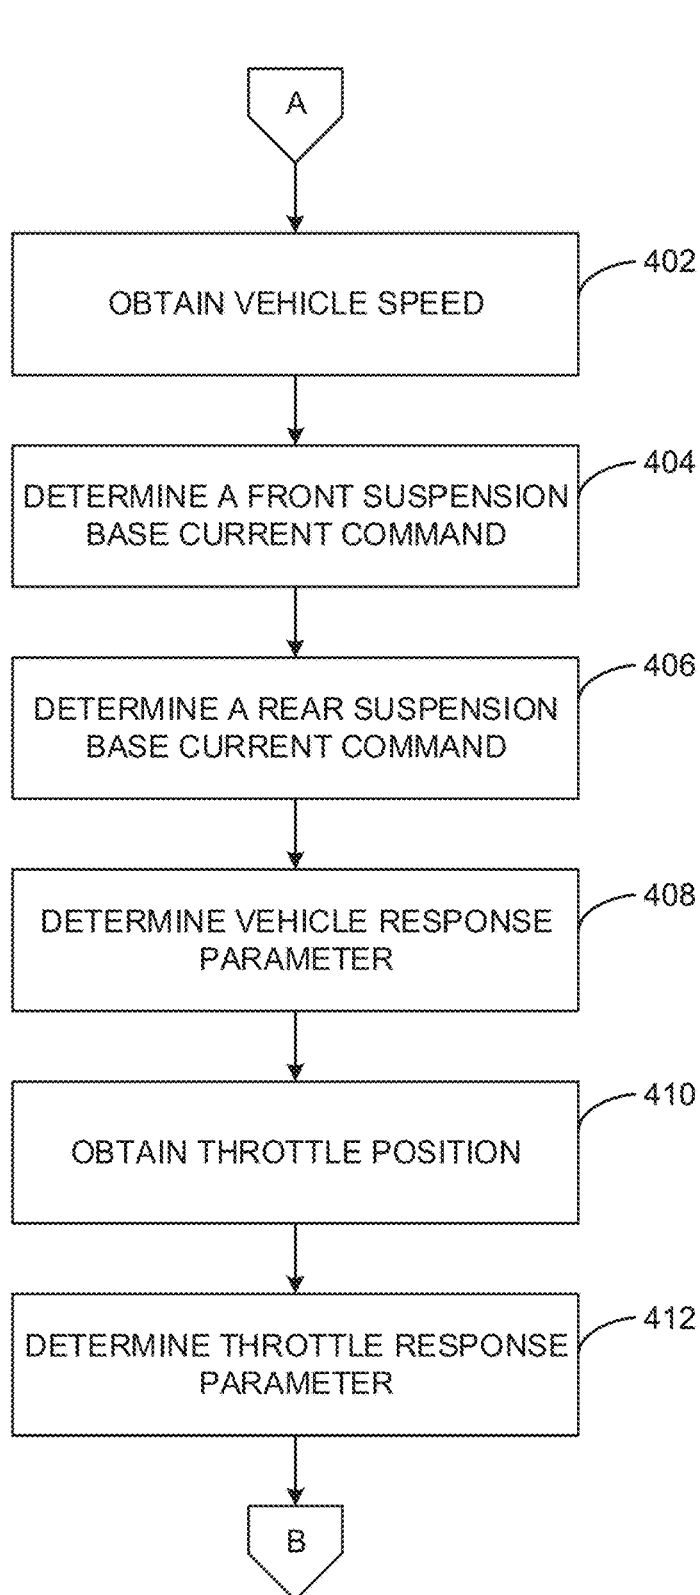 A
OBTAIN VEHICLE SPEED
402
DETERMINE A FRONT SUSPENSION
BASE CURRENT COMMAND
404
DETERMINE A REAR SUSPENSION
BASE CURRENT COMMAND
406
DETERMINE VEHICLE RESPONSE
PARAMETER
408
OBTAIN THROTTLE POSITION
410
DETERMINE THROTTLE RESPONSE
PARAMETER
412
B